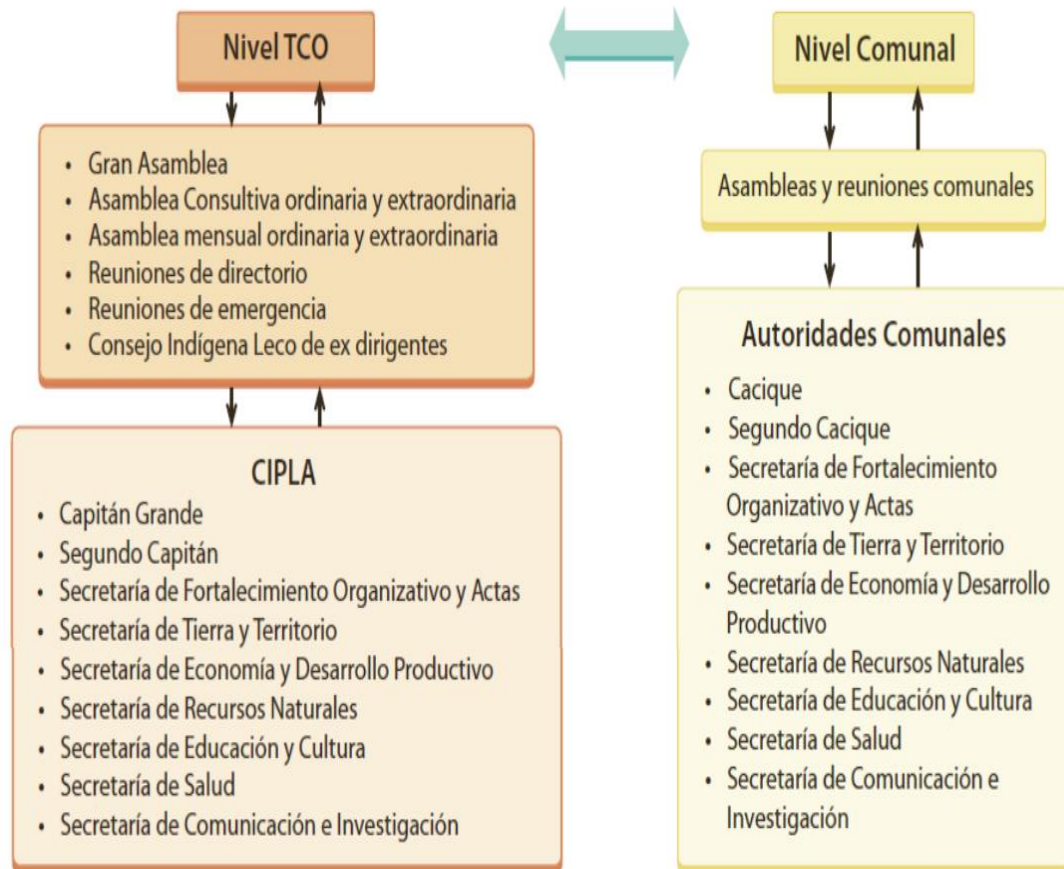 Nivel TCO
• Gran Asamblea
• Asamblea Consultiva ordinaria y extraordinaria
• Asamblea mensual ordinaria y extraordinaria
• Reuniones de directorio
• Reuniones de emergencia
• Consejo Indígena Leco de ex dirigentes
CIPLA
• Capitán Grande
• Segundo Capitán
• Secretaría de Fortalecimiento Organizativo y Actas
• Secretaría de Tierra y Territorio
• Secretaría de Economía y Desarrollo Productivo
• Secretaría de Recursos Naturales
• Secretaría de Educación y Cultura
• Secretaría de Salud
• Secretaría de Comunicación e Investigación
Nivel Comunal
Asambleas y reuniones comunales
Autoridades Comunales
• Cacique
• Segundo Cacique
• Secretaría de Fortalecimiento
Organizativo y Actas
• Secretaría de Tierra y Territorio
• Secretaría de Economía y Desarrollo
Productivo
• Secretaría de Recursos Naturales
• Secretaría de Educación y Cultura
• Secretaría de Salud
• Secretaría de Comunicación e
Investigación